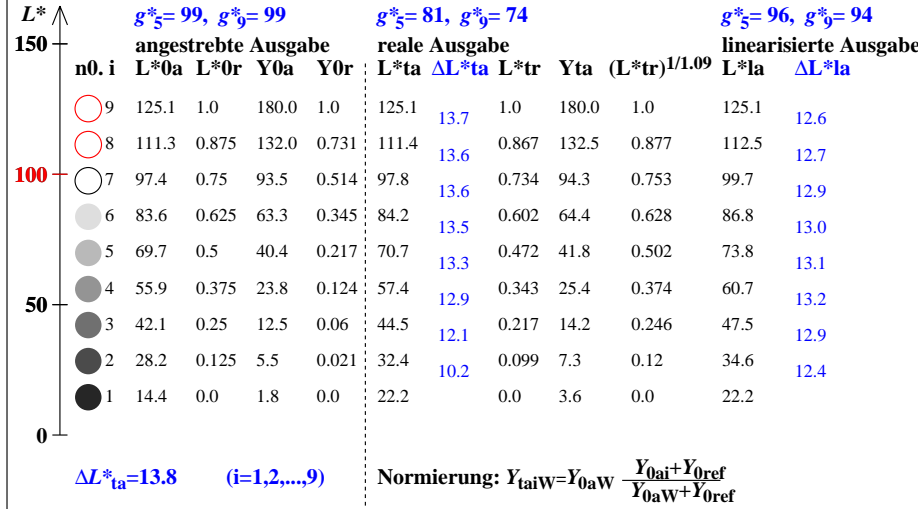 L* g*5= 99, g*9= 99 g*5= 81, g*9= 74 g*5= 96, g*9= 94
150 angestrebte Ausgabe reale Ausgabe linearisierte Ausgabe
n0. i L*0a L*0r Y0a Y0r L*ta ΔL*ta L*tr Yta (L*tr)1/1.09 L*la ΔL*la
9 125.1 1.0 180.0 1.0 125.1 1.0 180.0 1.0 125.1
13.7 12.6
8 111.3 0.875 132.0 0.731 111.4 0.867 132.5 0.877 112.5
13.6 12.7
100 7 97.4 0.75 93.5 0.514 97.8 0.734 94.3 0.753 99.7
13.6 12.9
6 83.6 0.625 63.3 0.345 84.2 0.602 64.4 0.628 86.8
13.5 13.0
5 69.7 0.5 40.4 0.217 70.7 0.472 41.8 0.502 73.8
13.3 13.1
4 55.9 0.375 23.8 0.124 57.4 0.343 25.4 0.374 60.7
50 12.9 13.2
3 42.1 0.25 12.5 0.06 44.5 0.217 14.2 0.246 47.5
12.1 12.9
2 28.2 0.125 5.5 0.021 32.4 0.099 7.3 0.12 34.6
10.2 12.4
1 14.4 0.0 1.8 0.0 22.2 0.0 3.6 0.0 22.2
0
ΔL*ta=13.8 (i=1,2,...,9) Normierung: YtaiW=Y0aW Y0ai+Y0ref
Y0aW+Y0ref